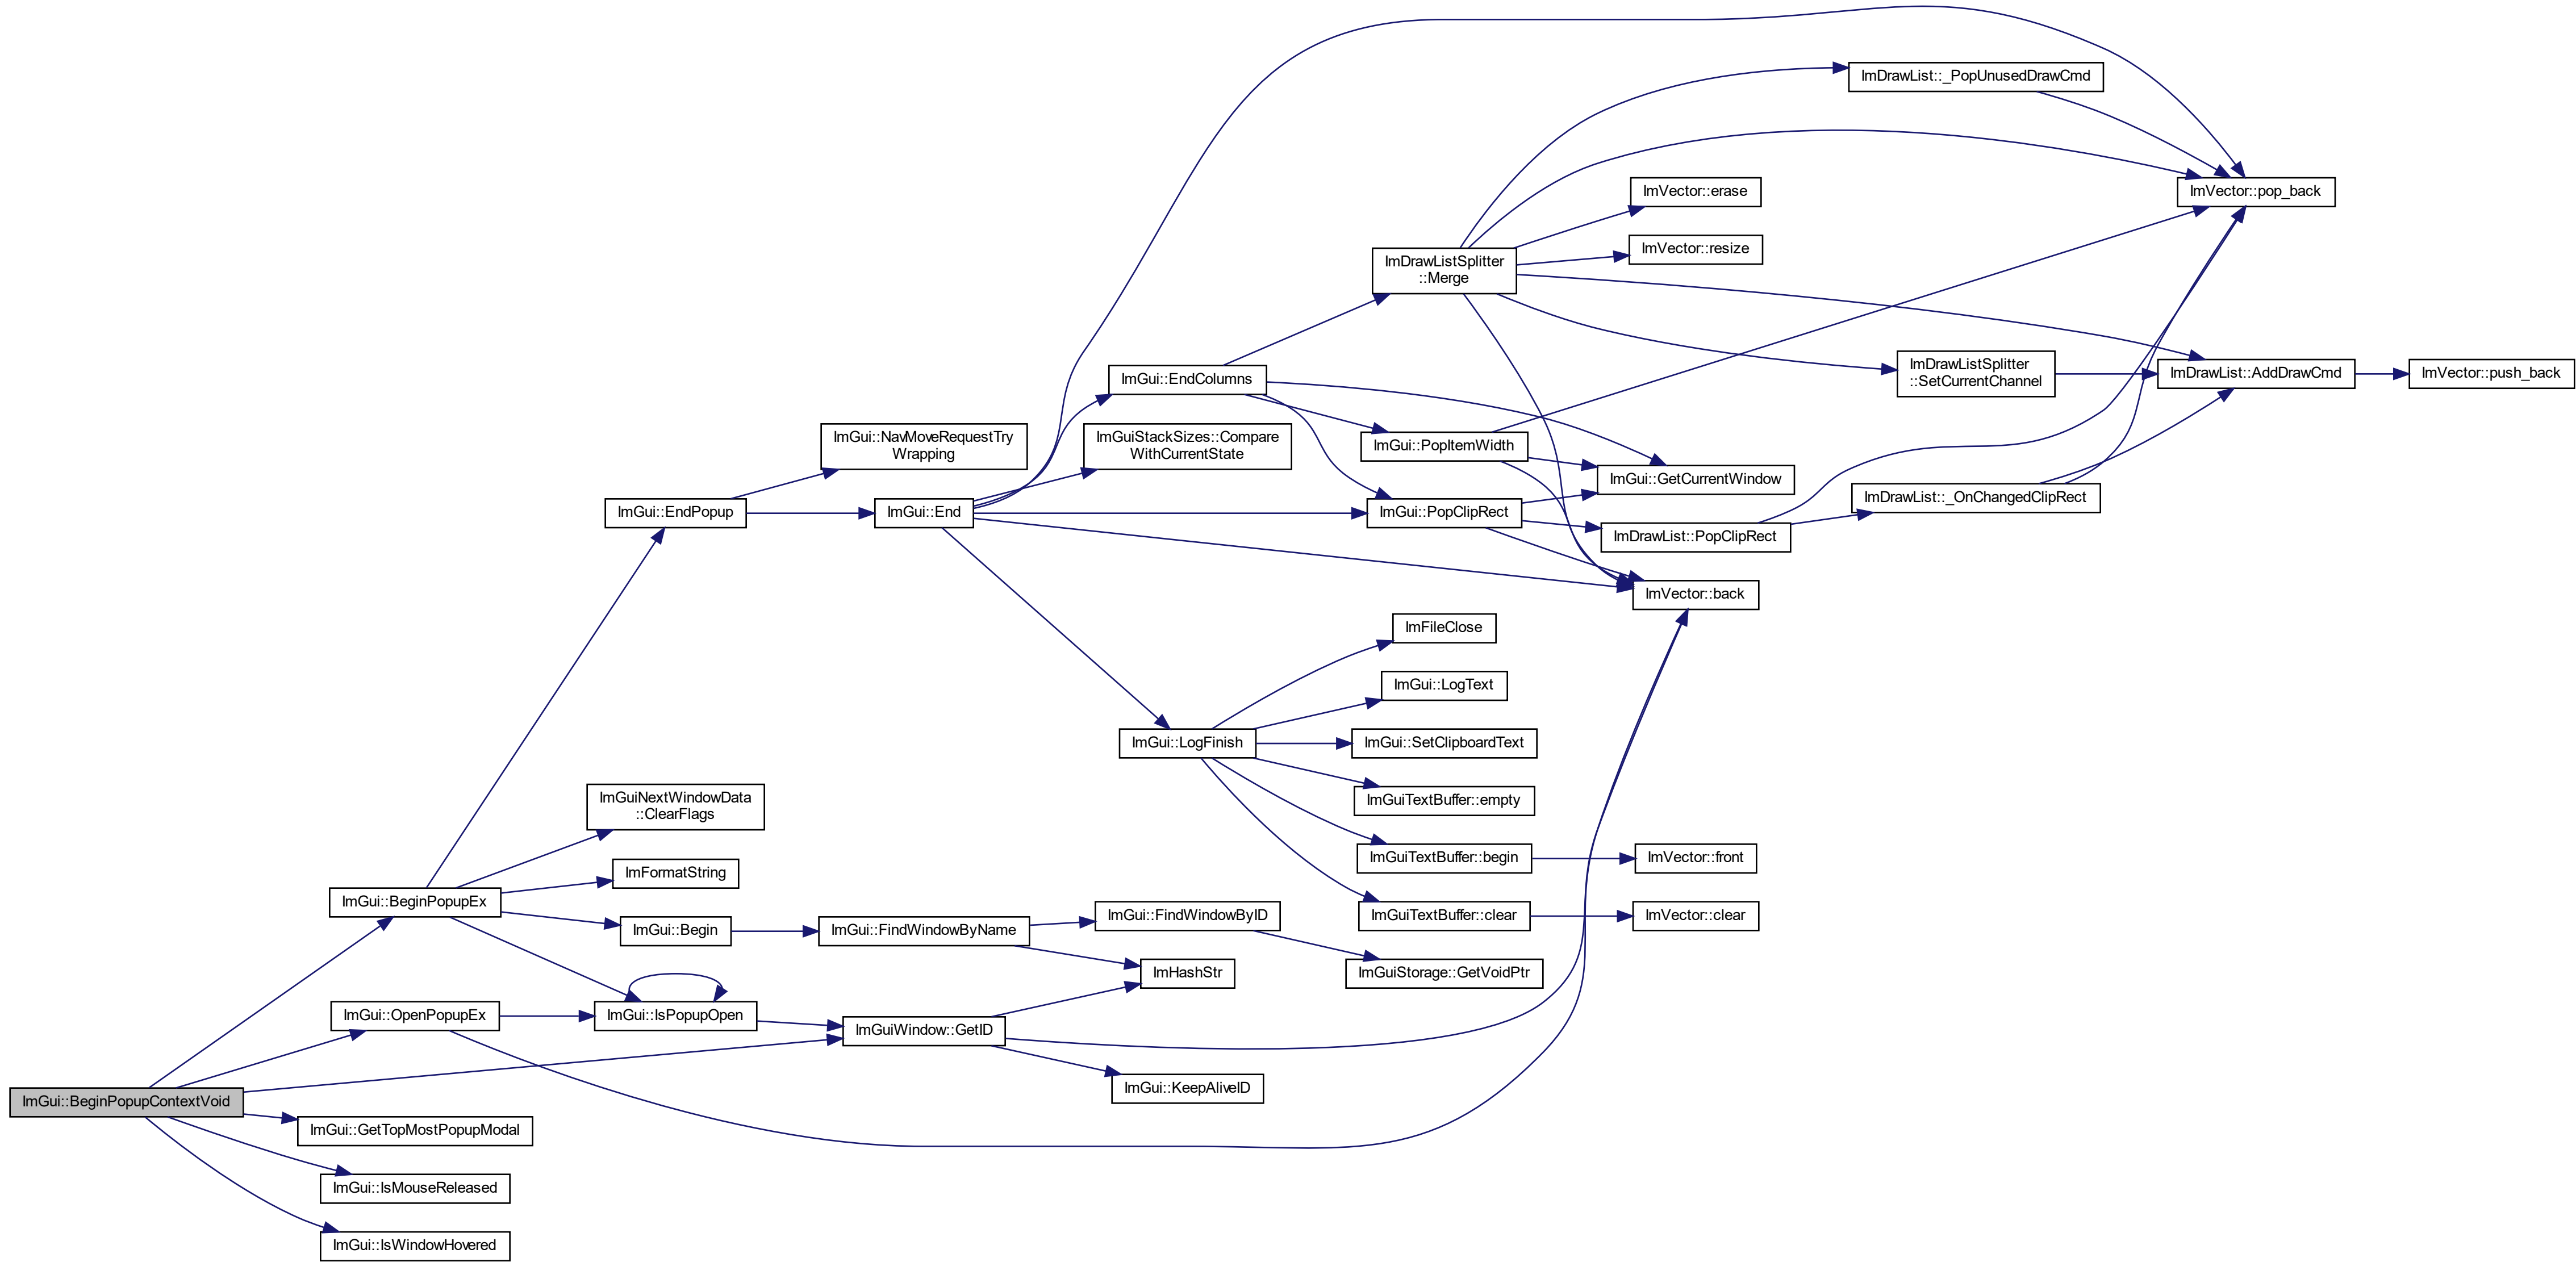 ImGui::BeginPopupContextVoid
ImGui::BeginPopupEx
ImGui::OpenPopupEx
ImGui::GetTopMostPopupModal
ImGui::IsMouseReleased
ImGui::IsWindowHovered
ImGui::EndPopup
ImGuiNextWindowData
::ClearFlags
ImFormatString
ImGui::Begin
ImGui::IsPopupOpen
ImGui::NavMoveRequestTry
Wrapping
ImGui::End
ImGui::FindWindowByName
ImGuiWindow::GetID
ImGui::EndColumns
ImGuiStackSizes::Compare
WithCurrentState
ImGui::LogFinish
ImGui::FindWindowByID
ImHashStr
ImGui::KeepAliveID
ImDrawListSplitter
::Merge
ImGui::PopItemWidth
ImGui::PopClipRect
ImFileClose
ImGui::LogText
ImGui::SetClipboardText
ImGuiTextBuffer::empty
ImGuiTextBuffer::begin
ImGuiTextBuffer::clear
ImGuiStorage::GetVoidPtr
ImVector::erase
ImVector::resize
ImGui::GetCurrentWindow
ImDrawList::PopClipRect
ImVector::back
ImVector::front
ImVector::clear
ImDrawList::_PopUnusedDrawCmd
ImDrawListSplitter
::SetCurrentChannel
ImDrawList::_OnChangedClipRect
ImVector::pop_back
ImDrawList::AddDrawCmd
ImVector::push_back